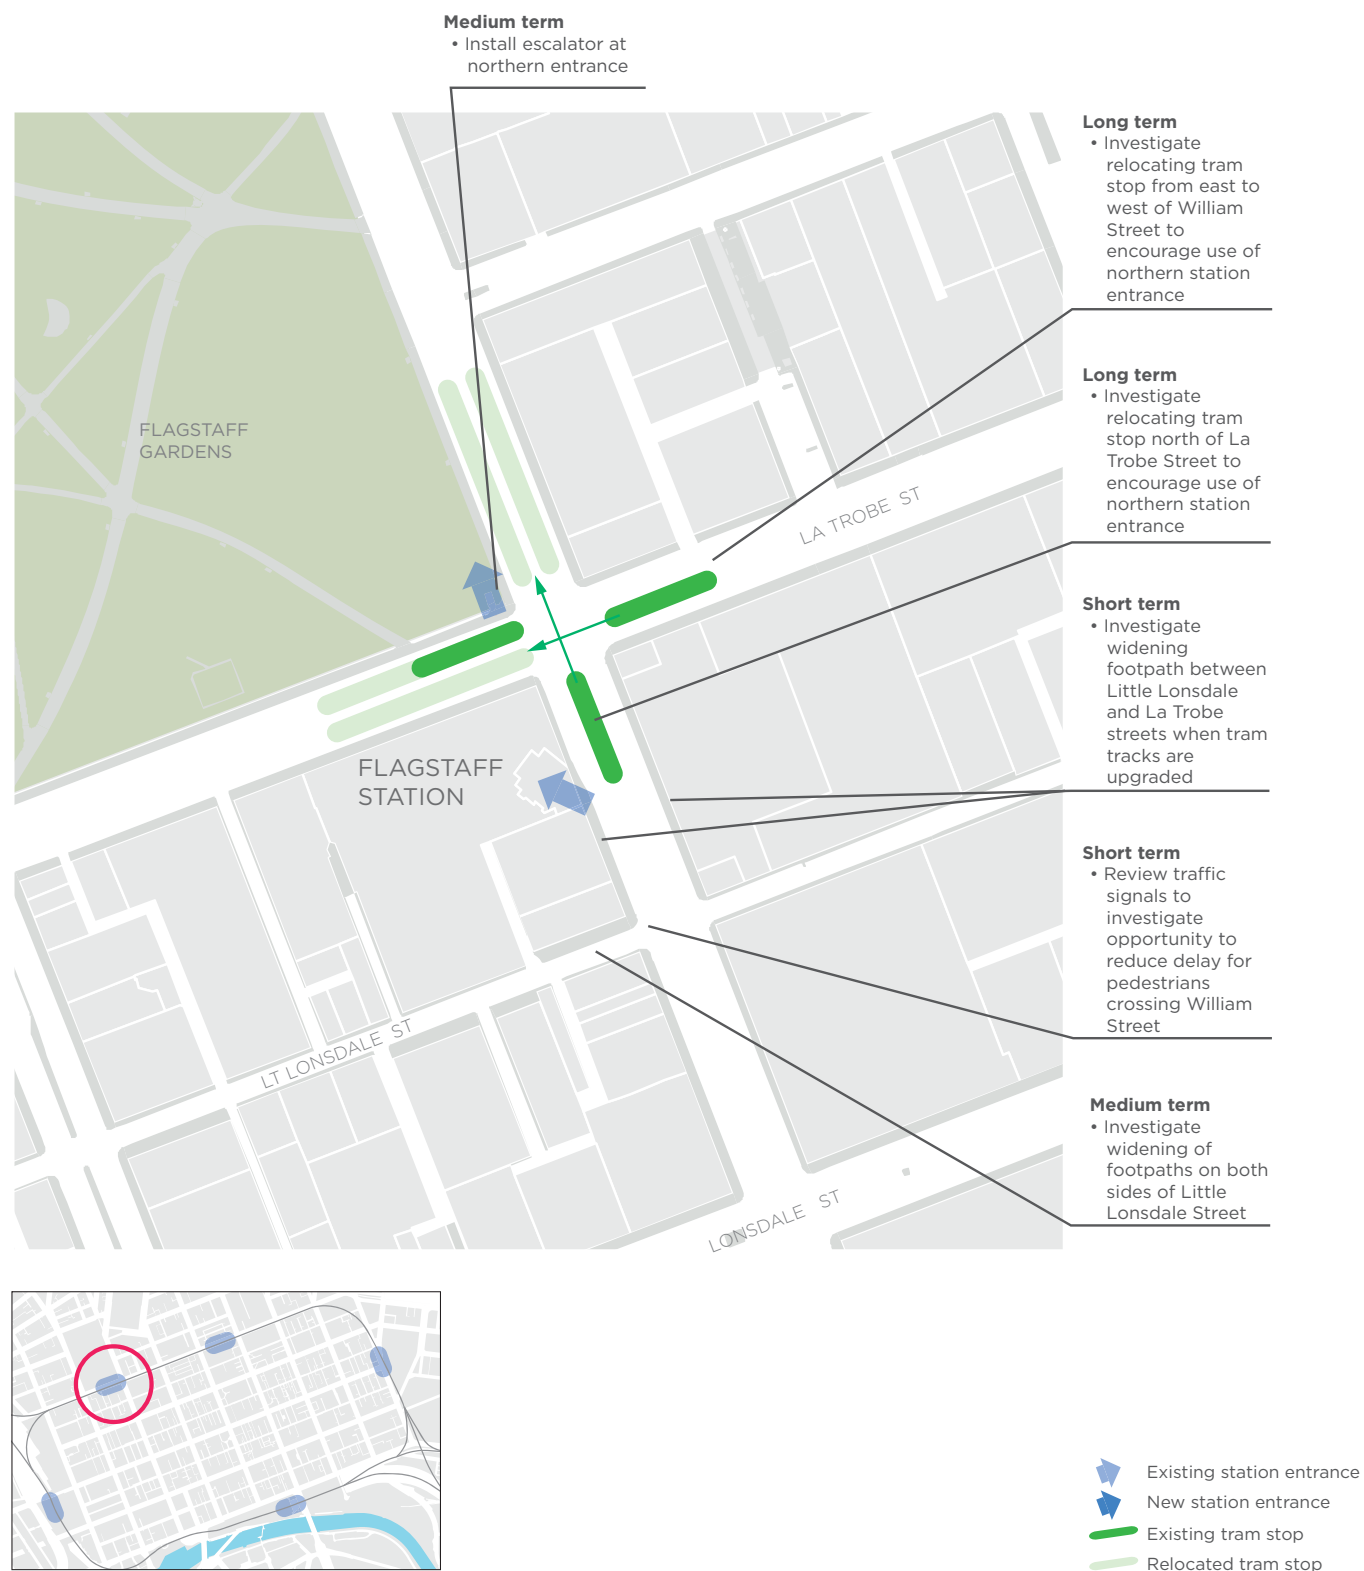 Medium term
• Install escalator at
northern entrance
Long term
• Investigate
relocating tram
stop from east to
west of William
Street to
encourage use of
northern station
entrance
Long term
• Investigate
relocating tram
stop north of La
Trobe Street to
encourage use of
northern station
entrance
FLAGSTAFF
GARDENS
LA TROBE ST
Short term
• Investigate
widening
footpath between
Little Lonsdale
and La Trobe
streets when tram
tracks are
upgraded
FLAGSTAFF
STATION
Short term
• Review traffic
signals to
investigate
opportunity to
reduce delay for
pedestrians
crossing William
Street
LT LONSDALE ST
Medium term
• Investigate
widening of
footpaths on both
sides of Little
Lonsdale Street
LONSDALE ST
Existing station entrance
New station entrance
Existing tram stop
Relocated tram stop